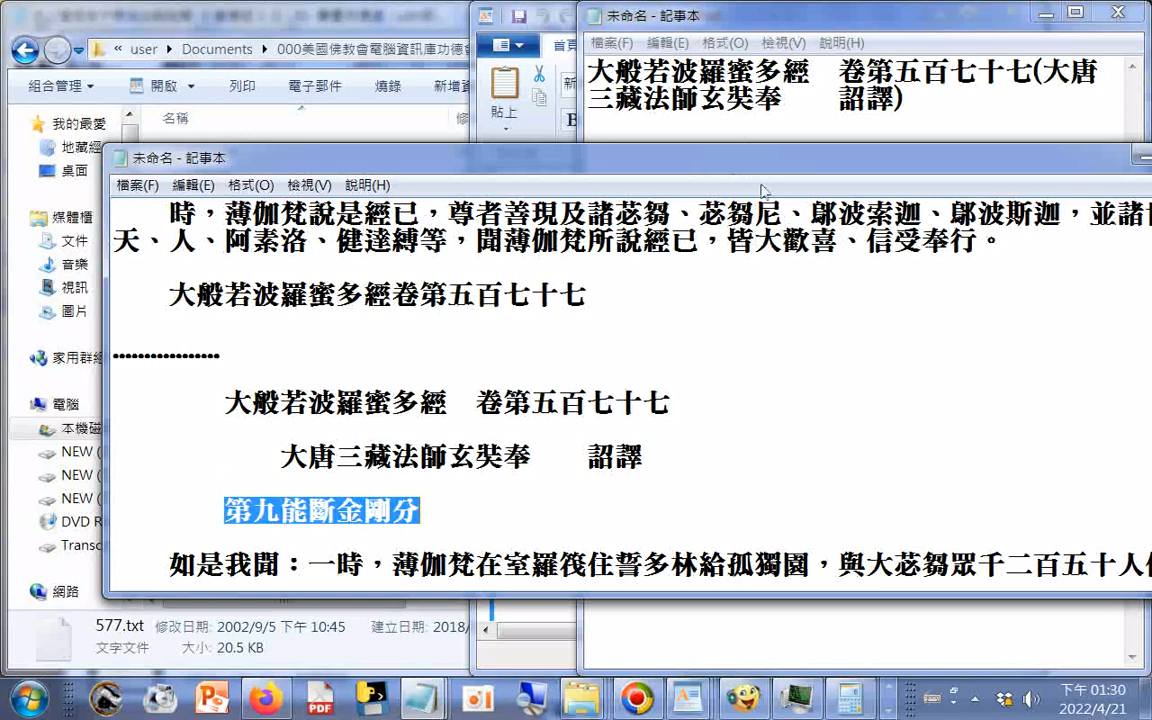 未命名 - 記事本
檔案(F) 編輯(E) 格式(O) 檢視(V) 說明(H)
大般若波羅蜜多經　卷第五百七十七(大唐
三藏法師玄奘奉　　詔譯)
« user Documents 000美國佛教會電腦資訊庫功德會
組合管理 開啟 列印 電子郵件 燒錄 新增資
名稱
我的最愛
地藏經
桌面
媒體櫃
文件
音樂
視訊
圖片
家用群組
電腦
本機磁
NEW (
NEW (
NEW (
DVD R
Transc
網路
貼上
B
未命名 - 記事本
檔案(F) 編輯(E) 格式(O) 檢視(V) 說明(H)
時，薄伽梵說是經已，尊者善現及諸苾芻、苾芻尼、鄔波索迦、鄔波斯迦，並諸世
天、人、阿素洛、健達縛等，聞薄伽梵所說經已，皆大歡喜、信受奉行。
大般若波羅蜜多經卷第五百七十七
.................
大般若波羅蜜多經　卷第五百七十七
大唐三藏法師玄奘奉　　詔譯
第九能斷金剛分
如是我聞：一時，薄伽梵在室羅筏住誓多林給孤獨園，與大苾芻眾千二百五十人俱
577.txt 修改日期: 2002/9/5 下午 10:45 建立日期: 2018/
文字文件 大小: 20.5 KB
PDF
下午 01:30
2022/4/21